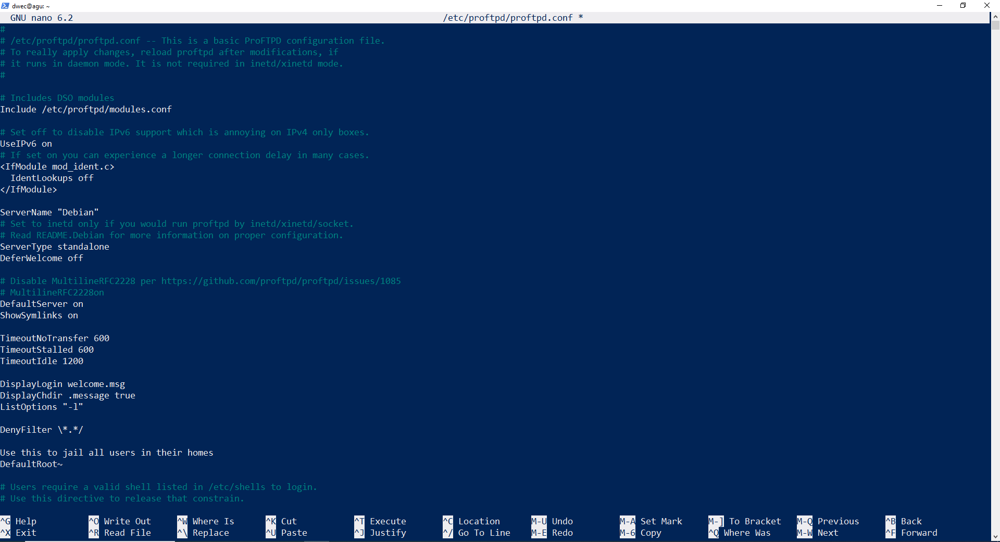 dwec@agu: ~
GNU nano 6.2 /etc/proftpd/proftpd.conf *
#
# /etc/proftpd/proftpd.conf -- This is a basic ProFTPD configuration file.
# To really apply changes, reload proftpd after modifications, if
# it runs in daemon mode. It is not required in inetd/xinetd mode.
#
# Includes DSO modules
Include /etc/proftpd/modules.conf
# Set off to disable IPv6 support which is annoying on IPv4 only boxes.
UseIPv6 on
# If set on you can experience a longer connection delay in many cases.
<IfModule mod_ident.c>
  IdentLookups off
</IfModule>
ServerName "Debian"
# Set to inetd only if you would run proftpd by inetd/xinetd/socket.
# Read README.Debian for more information on proper configuration.
ServerType standalone
DeferWelcome off
# Disable MultilineRFC2228 per https://github.com/proftpd/proftpd/issues/1085
# MultilineRFC2228on
DefaultServer on
ShowSymlinks on
TimeoutNoTransfer 600
TimeoutStalled 600
TimeoutIdle 1200
DisplayLogin welcome.msg
DisplayChdir .message true
ListOptions "-l"
DenyFilter \*.*/
Use this to jail all users in their homes
DefaultRoot~
# Users require a valid shell listed in /etc/shells to login.
# Use this directive to release that constrain.
^G Help ^O Write Out ^W Where Is ^K Cut ^T Execute ^C Location M-U Undo M-A Set Mark M-] To Bracket M-Q Previous ^B Back
^X Exit ^R Read File ^\ Replace ^U Paste ^J Justify ^/ Go To Line M-E Redo M-6 Copy ^Q Where Was M-W Next ^F Forward